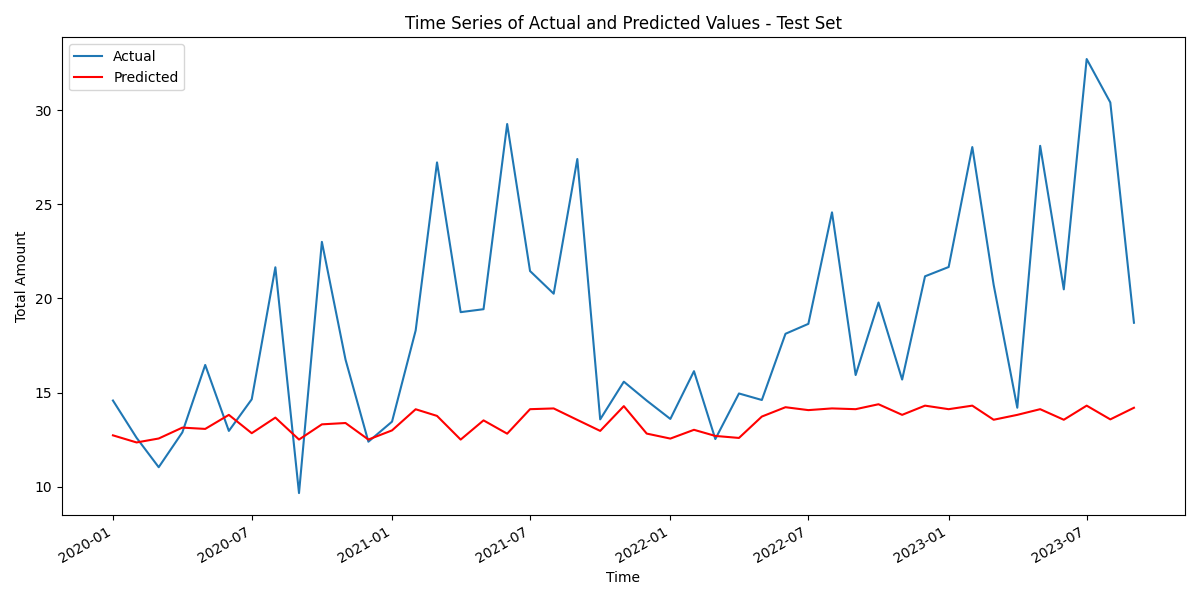 Time Series of Actual and Predicted Values - Test Set
Actual
Predicted
Total Amount
30
25
20
15
10
2020-01
2020-07
2021-01
2021-07
2022-01
2022-07
2023-01
2023-07
Time